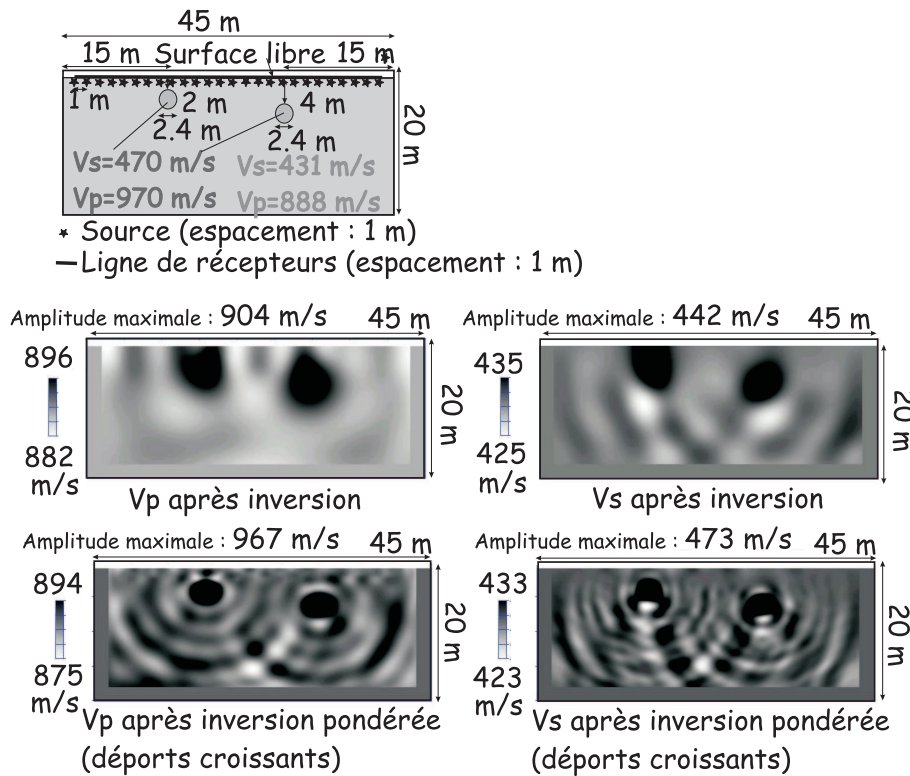 45 m
15 m Surface libre 15 m
1 m 2 m 4 m
2.4 m 2.4 m
20 m
Vs=470 m/s Vs=431 m/s
Vp=970 m/s Vp=888 m/s
Source (espacement : 1 m)
Ligne de récepteurs (espacement : 1 m)
Amplitude maximale : 904 m/s 45 m
896
882
m/s
20 m
Vp après inversion
Amplitude maximale : 442 m/s 45 m
435
425
m/s
20 m
Vs après inversion
Amplitude maximale : 967 m/s 45 m
894
875
m/s
20 m
Vp après inversion pondérée
(déports croissants)
Amplitude maximale : 473 m/s 45 m
433
423
m/s
20 m
Vs après inversion pondérée
(déports croissants)